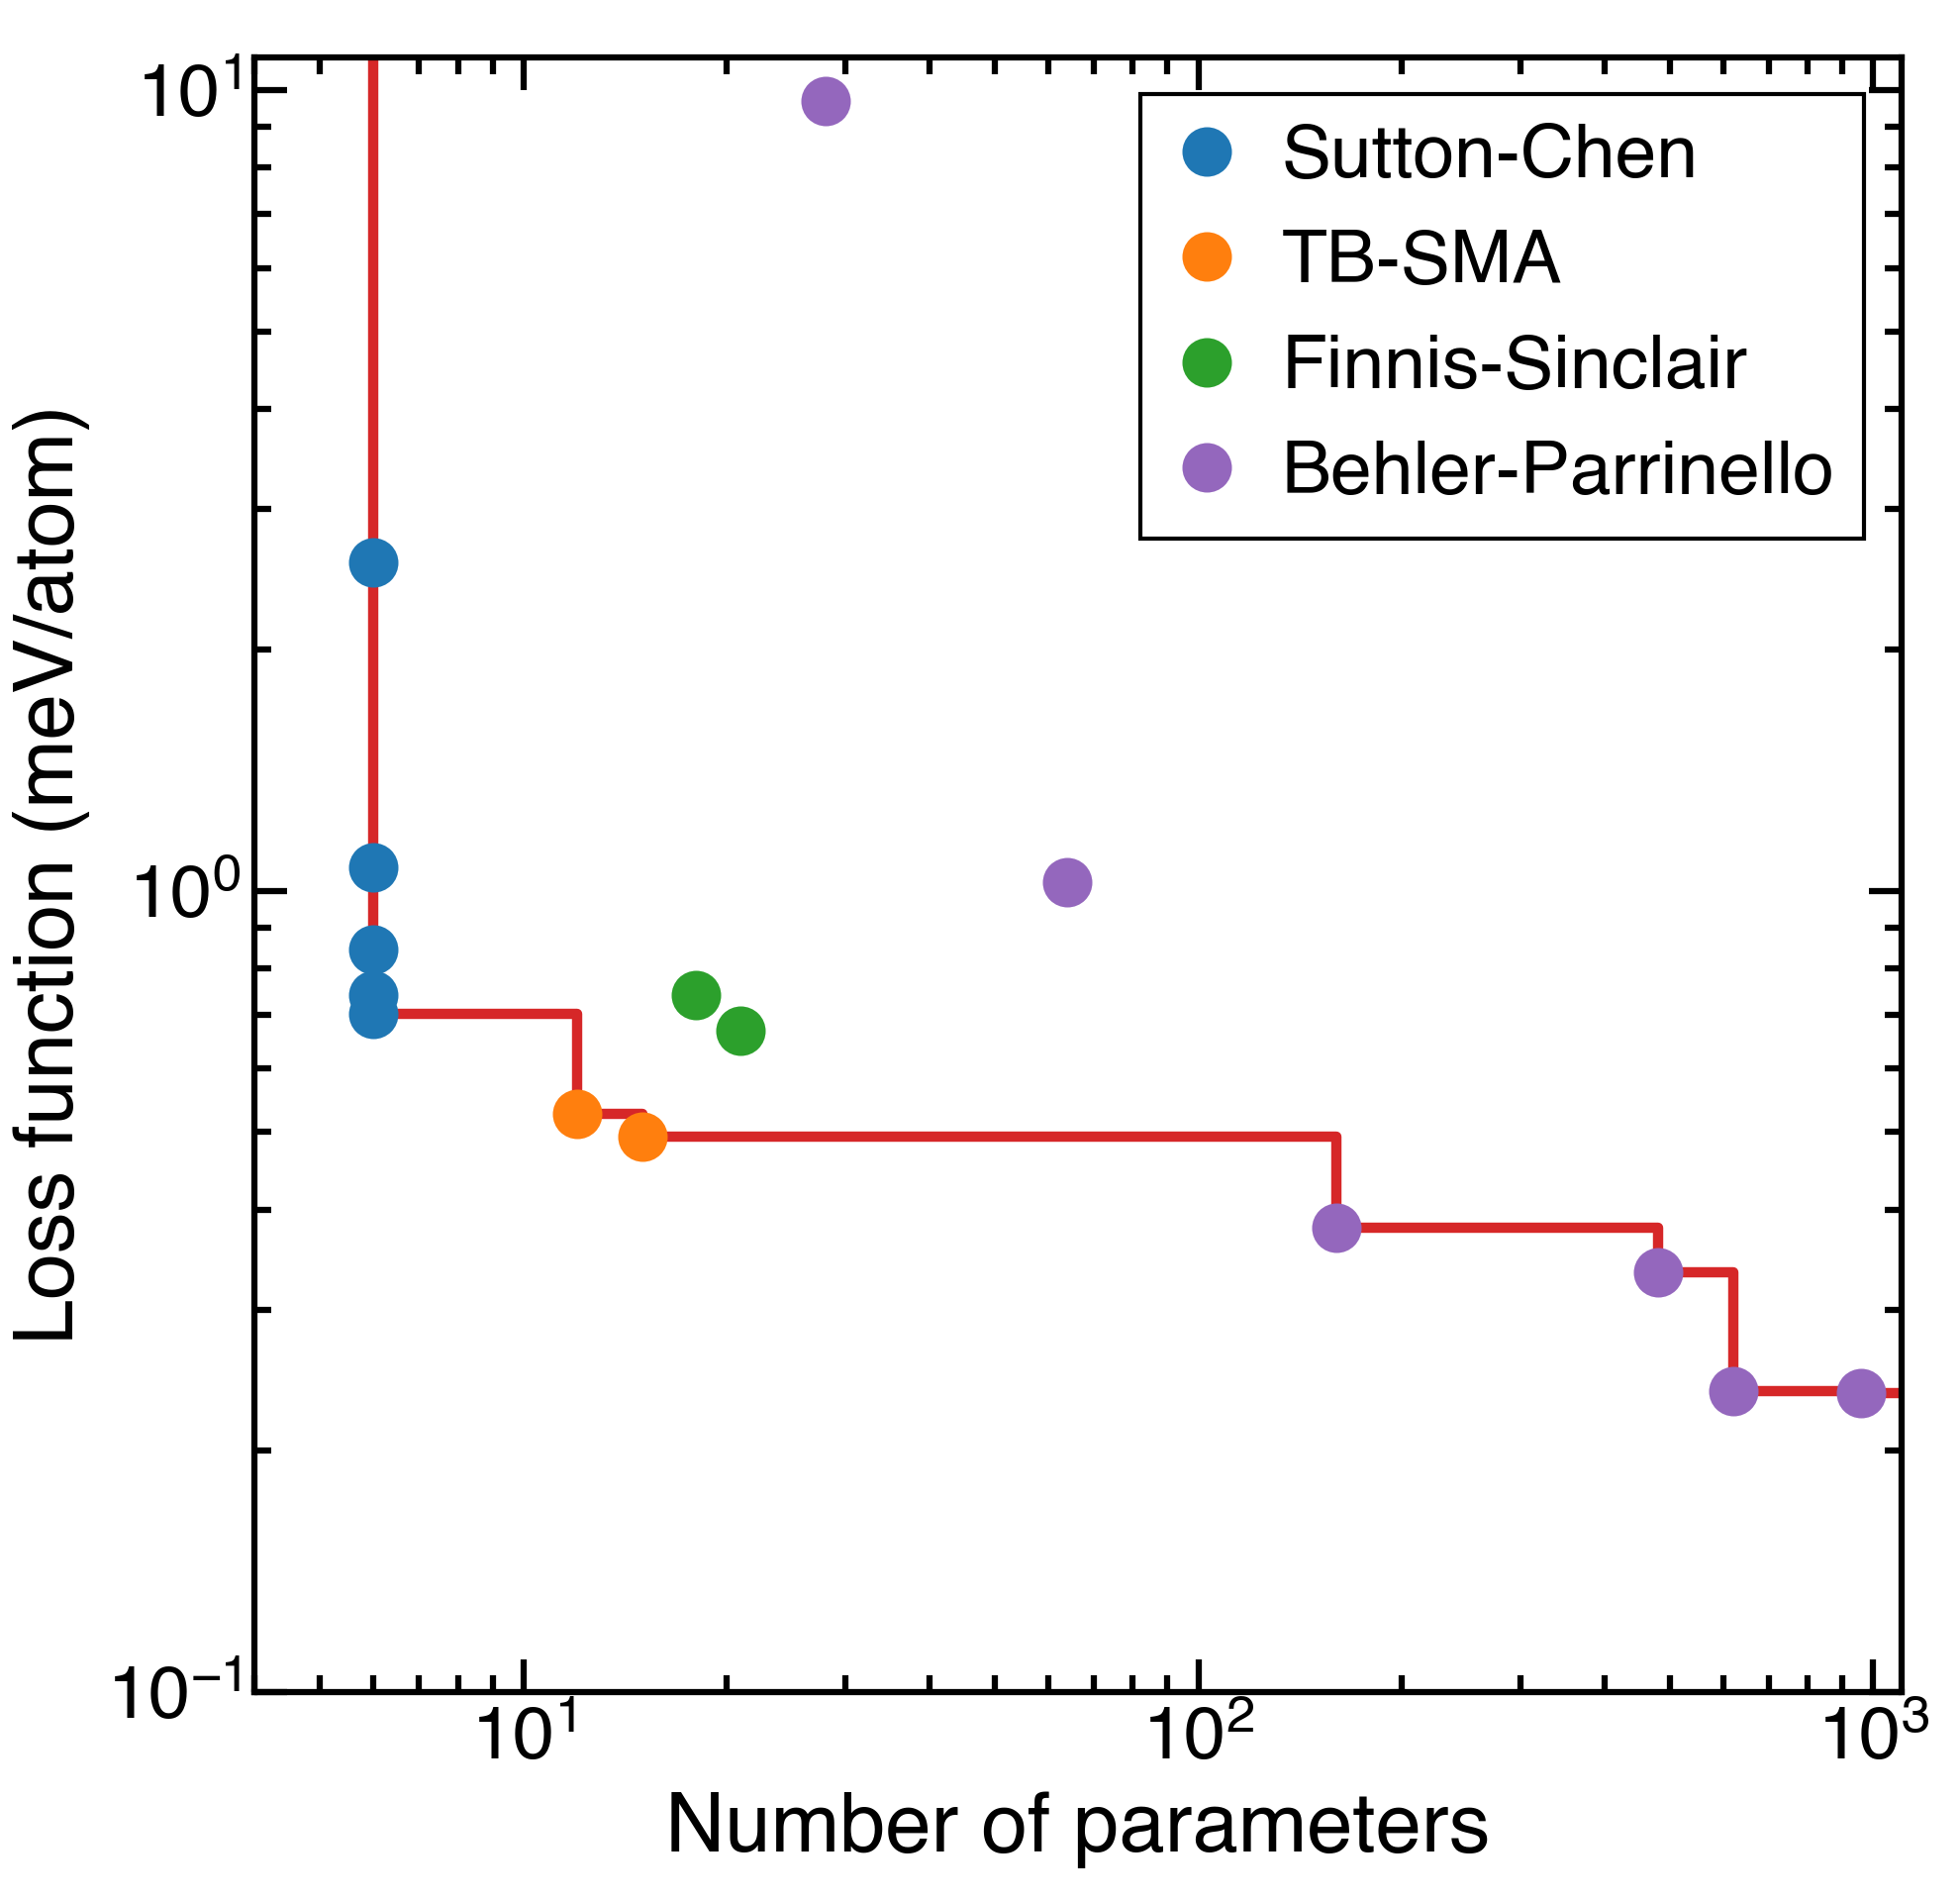 10¹
Sutton-Chen
TB-SMA
Finnis-Sinclair
Behler-Parrinello
Loss function (meV/atom)
10⁰
10⁻¹
10¹ 10² 10³
Number of parameters